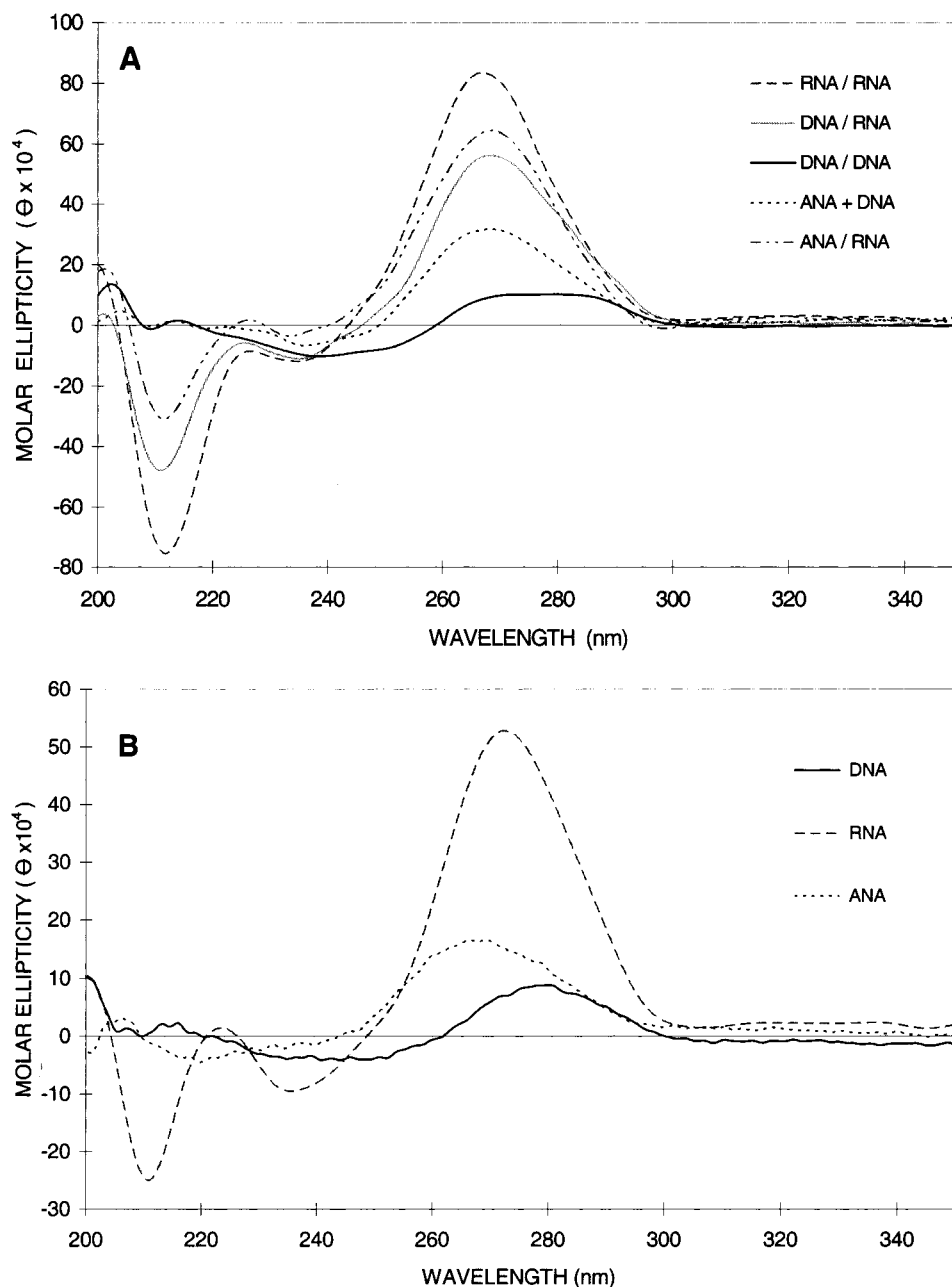 A
100
80
60
40
20
0
-20
-40
-60
-80
MOLAR ELLIPTICITY ( Θ x 10⁴)
RNA / RNA
DNA / RNA
DNA / DNA
ANA + DNA
ANA / RNA
200 220 240 260 280 300 320 340
WAVELENGTH (nm)
B
60
50
40
30
20
10
0
-10
-20
-30
MOLAR ELLIPTICITY ( Θ x10⁴)
DNA
RNA
ANA
200 220 240 260 280 300 320 340
WAVELENGTH (nm)